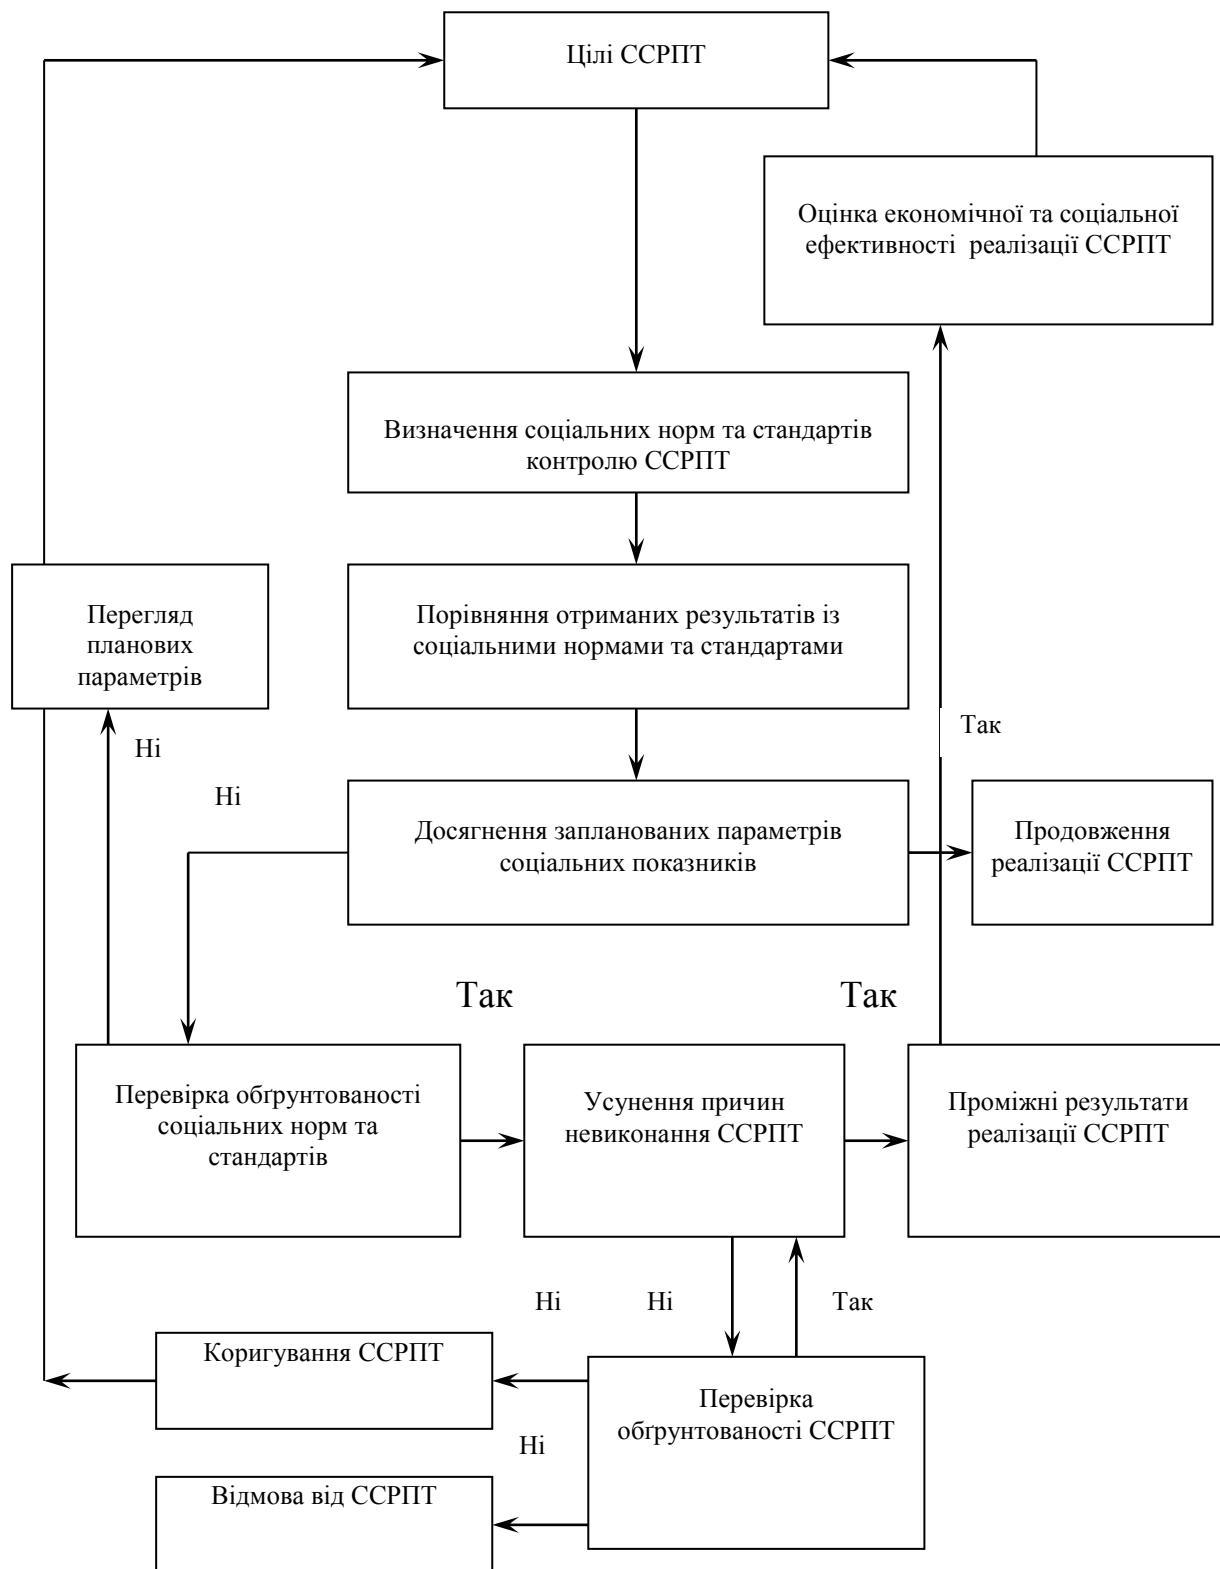 Цілі ССРПТ
Оцінка економічної та соціальної
ефективності реалізації ССРПТ
Визначення соціальних норм та стандартів
контролю ССРПТ
Перегляд
планових
параметрів
Порівняння отриманих результатів із
соціальними нормами та стандартами
Ні
Так
Ні
Досягнення запланованих параметрів
соціальних показників
Продовження
реалізації ССРПТ
Так
Так
Перевірка обґрунтованості
соціальних норм та
стандартів
Усунення причин
невиконання ССРПТ
Проміжні результати
реалізації ССРПТ
Ні
Ні
Так
Коригування ССРПТ
Перевірка
обґрунтованості ССРПТ
Ні
Відмова від ССРПТ